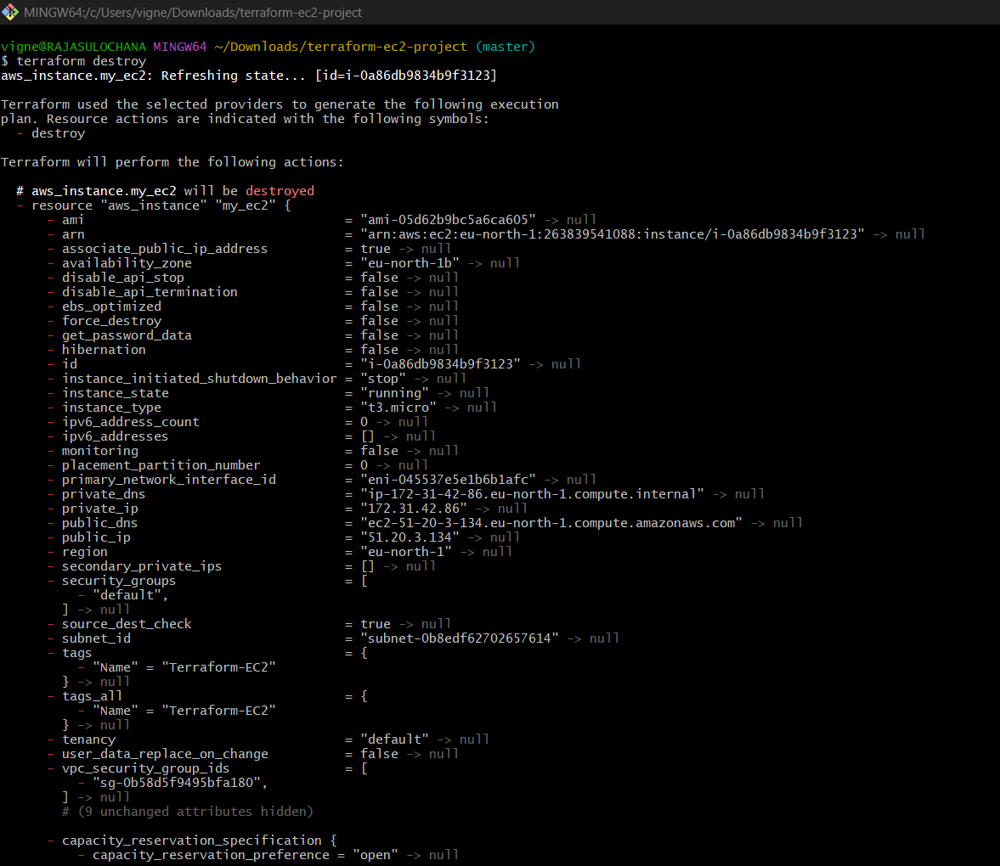 MINGW64:/c/Users/vigne/Downloads/terraform-ec2-project
vigne@RAJASULOCHANA MINGW64 ~/Downloads/terraform-ec2-project (master)
$ terraform destroy
aws_instance.my_ec2: Refreshing state... [id=i-0a86db9834b9f3123]
Terraform used the selected providers to generate the following execution
plan. Resource actions are indicated with the following symbols:
  - destroy
Terraform will perform the following actions:
  # aws_instance.my_ec2 will be destroyed
  - resource "aws_instance" "my_ec2" {
      - ami                                  = "ami-05d62b9bc5a6ca605" -> null
      - arn                                  = "arn:aws:ec2:eu-north-1:263839541088:instance/i-0a86db9834b9f3123" -> null
      - associate_public_ip_address          = true -> null
      - availability_zone                    = "eu-north-1b" -> null
      - disable_api_stop                     = false -> null
      - disable_api_termination              = false -> null
      - ebs_optimized                        = false -> null
      - force_destroy                        = false -> null
      - get_password_data                    = false -> null
      - hibernation                          = false -> null
      - id                                   = "i-0a86db9834b9f3123" -> null
      - instance_initiated_shutdown_behavior = "stop" -> null
      - instance_state                       = "running" -> null
      - instance_type                        = "t3.micro" -> null
      - ipv6_address_count                   = 0 -> null
      - ipv6_addresses                       = [] -> null
      - monitoring                           = false -> null
      - placement_partition_number           = 0 -> null
      - primary_network_interface_id         = "eni-045537e5e1b6b1afc" -> null
      - private_dns                          = "ip-172-31-42-86.eu-north-1.compute.internal" -> null
      - private_ip                           = "172.31.42.86" -> null
      - public_dns                           = "ec2-51-20-3-134.eu-north-1.compute.amazonaws.com" -> null
      - public_ip                            = "51.20.3.134" -> null
      - region                               = "eu-north-1" -> null
      - secondary_private_ips                = [] -> null
      - security_groups                      = [
          - "default",
        ] -> null
      - source_dest_check                    = true -> null
      - subnet_id                            = "subnet-0b8edf62702657614" -> null
      - tags                                 = {
          - "Name" = "Terraform-EC2"
        } -> null
      - tags_all                             = {
          - "Name" = "Terraform-EC2"
        } -> null
      - tenancy                              = "default" -> null
      - user_data_replace_on_change          = false -> null
      - vpc_security_group_ids               = [
          - "sg-0b58d5f9495bfa180",
        ] -> null
        # (9 unchanged attributes hidden)
      - capacity_reservation_specification {
          - capacity_reservation_preference = "open" -> null